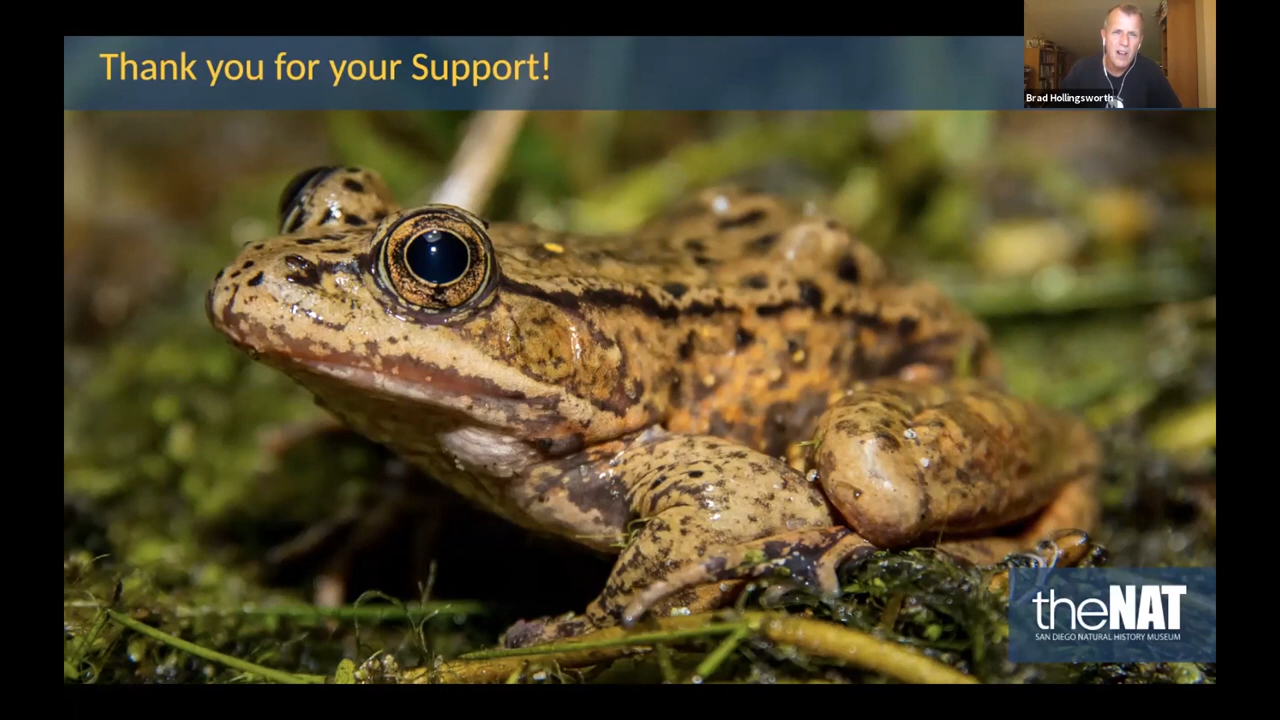 Thank you for your Support!
Brad Hollingsworth
theNAT
SAN DIEGO NATURAL HISTORY MUSEUM